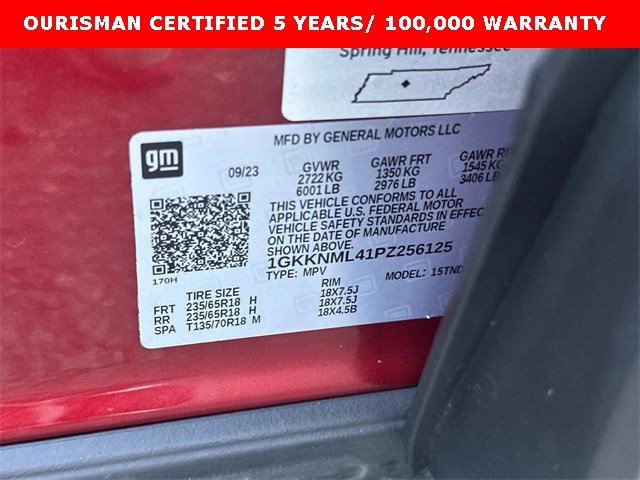 OURISMAN CERTIFIED 5 YEARS/ 100,000 WARRANTY
Spring Hill, Tennessee
gm
MFD BY GENERAL MOTORS LLC
09/23 GVWR GAWR FRT GAWR
2722 KG 1350 KG 1545 KG
6001 LB 2976 LB 3406 LB
THIS VEHICLE CONFORMS TO ALL
APPLICABLE U.S. FEDERAL MOTOR
VEHICLE SAFETY STANDARDS IN EFFEC
ON THE DATE OF MANUFACTURE
SHOWN ABOVE.
1GKKNML41PZ256125
170H
TYPE: MPV MODEL: 15TND
TIRE SIZE RIM
FRT 235/65R18 H 18X7.5J
RR 235/65R18 H 18X7.5J
SPA T135/70R18 M 18X4.5B